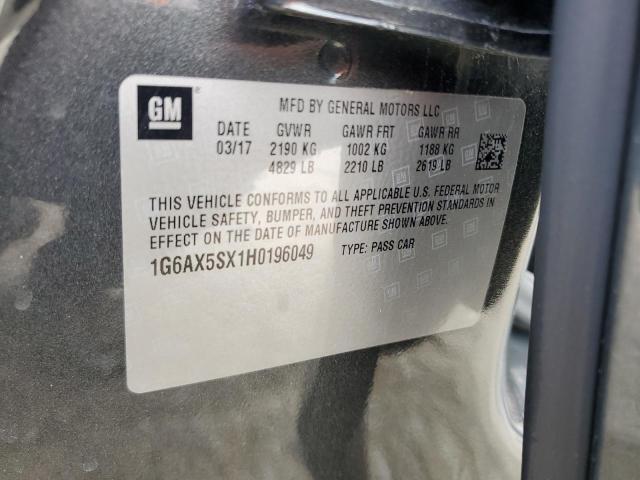 GM®
MFD BY GENERAL MOTORS LLC
DATE GVWR GAWR FRT GAWR RR
03/17 2190 KG 1002 KG 1188 KG
4829 LB 2210 LB 2619 LB
THIS VEHICLE CONFORMS TO ALL APPLICABLE U.S. FEDERAL MOTOR
VEHICLE SAFETY, BUMPER, AND THEFT PREVENTION STANDARDS IN
EFFECT ON THE DATE OF MANUFACTURE SHOWN ABOVE.
1G6AX5SX1H0196049 TYPE: PASS CAR